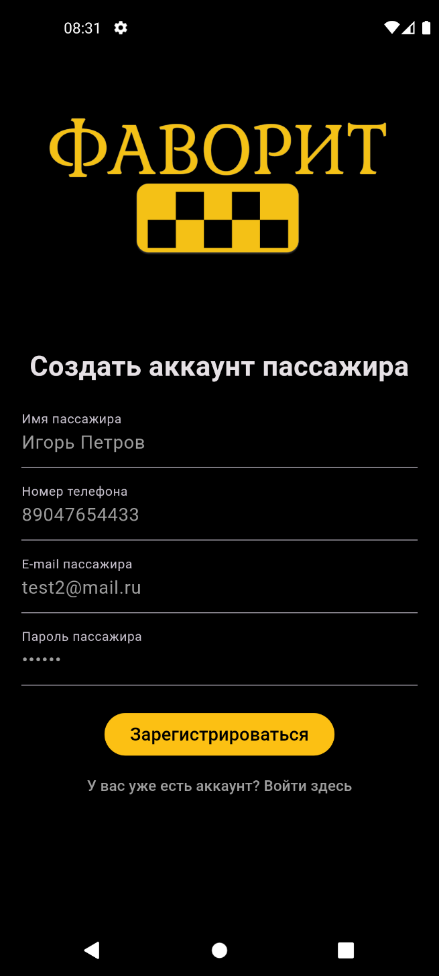 08:31
ФАВОРИТ
Создать аккаунт пассажира
Имя пассажира
Игорь Петров
Номер телефона
89047654433
E-mail пассажира
test2@mail.ru
Пароль пассажира
••••••
Зарегистрироваться
У вас уже есть аккаунт? Войти здесь